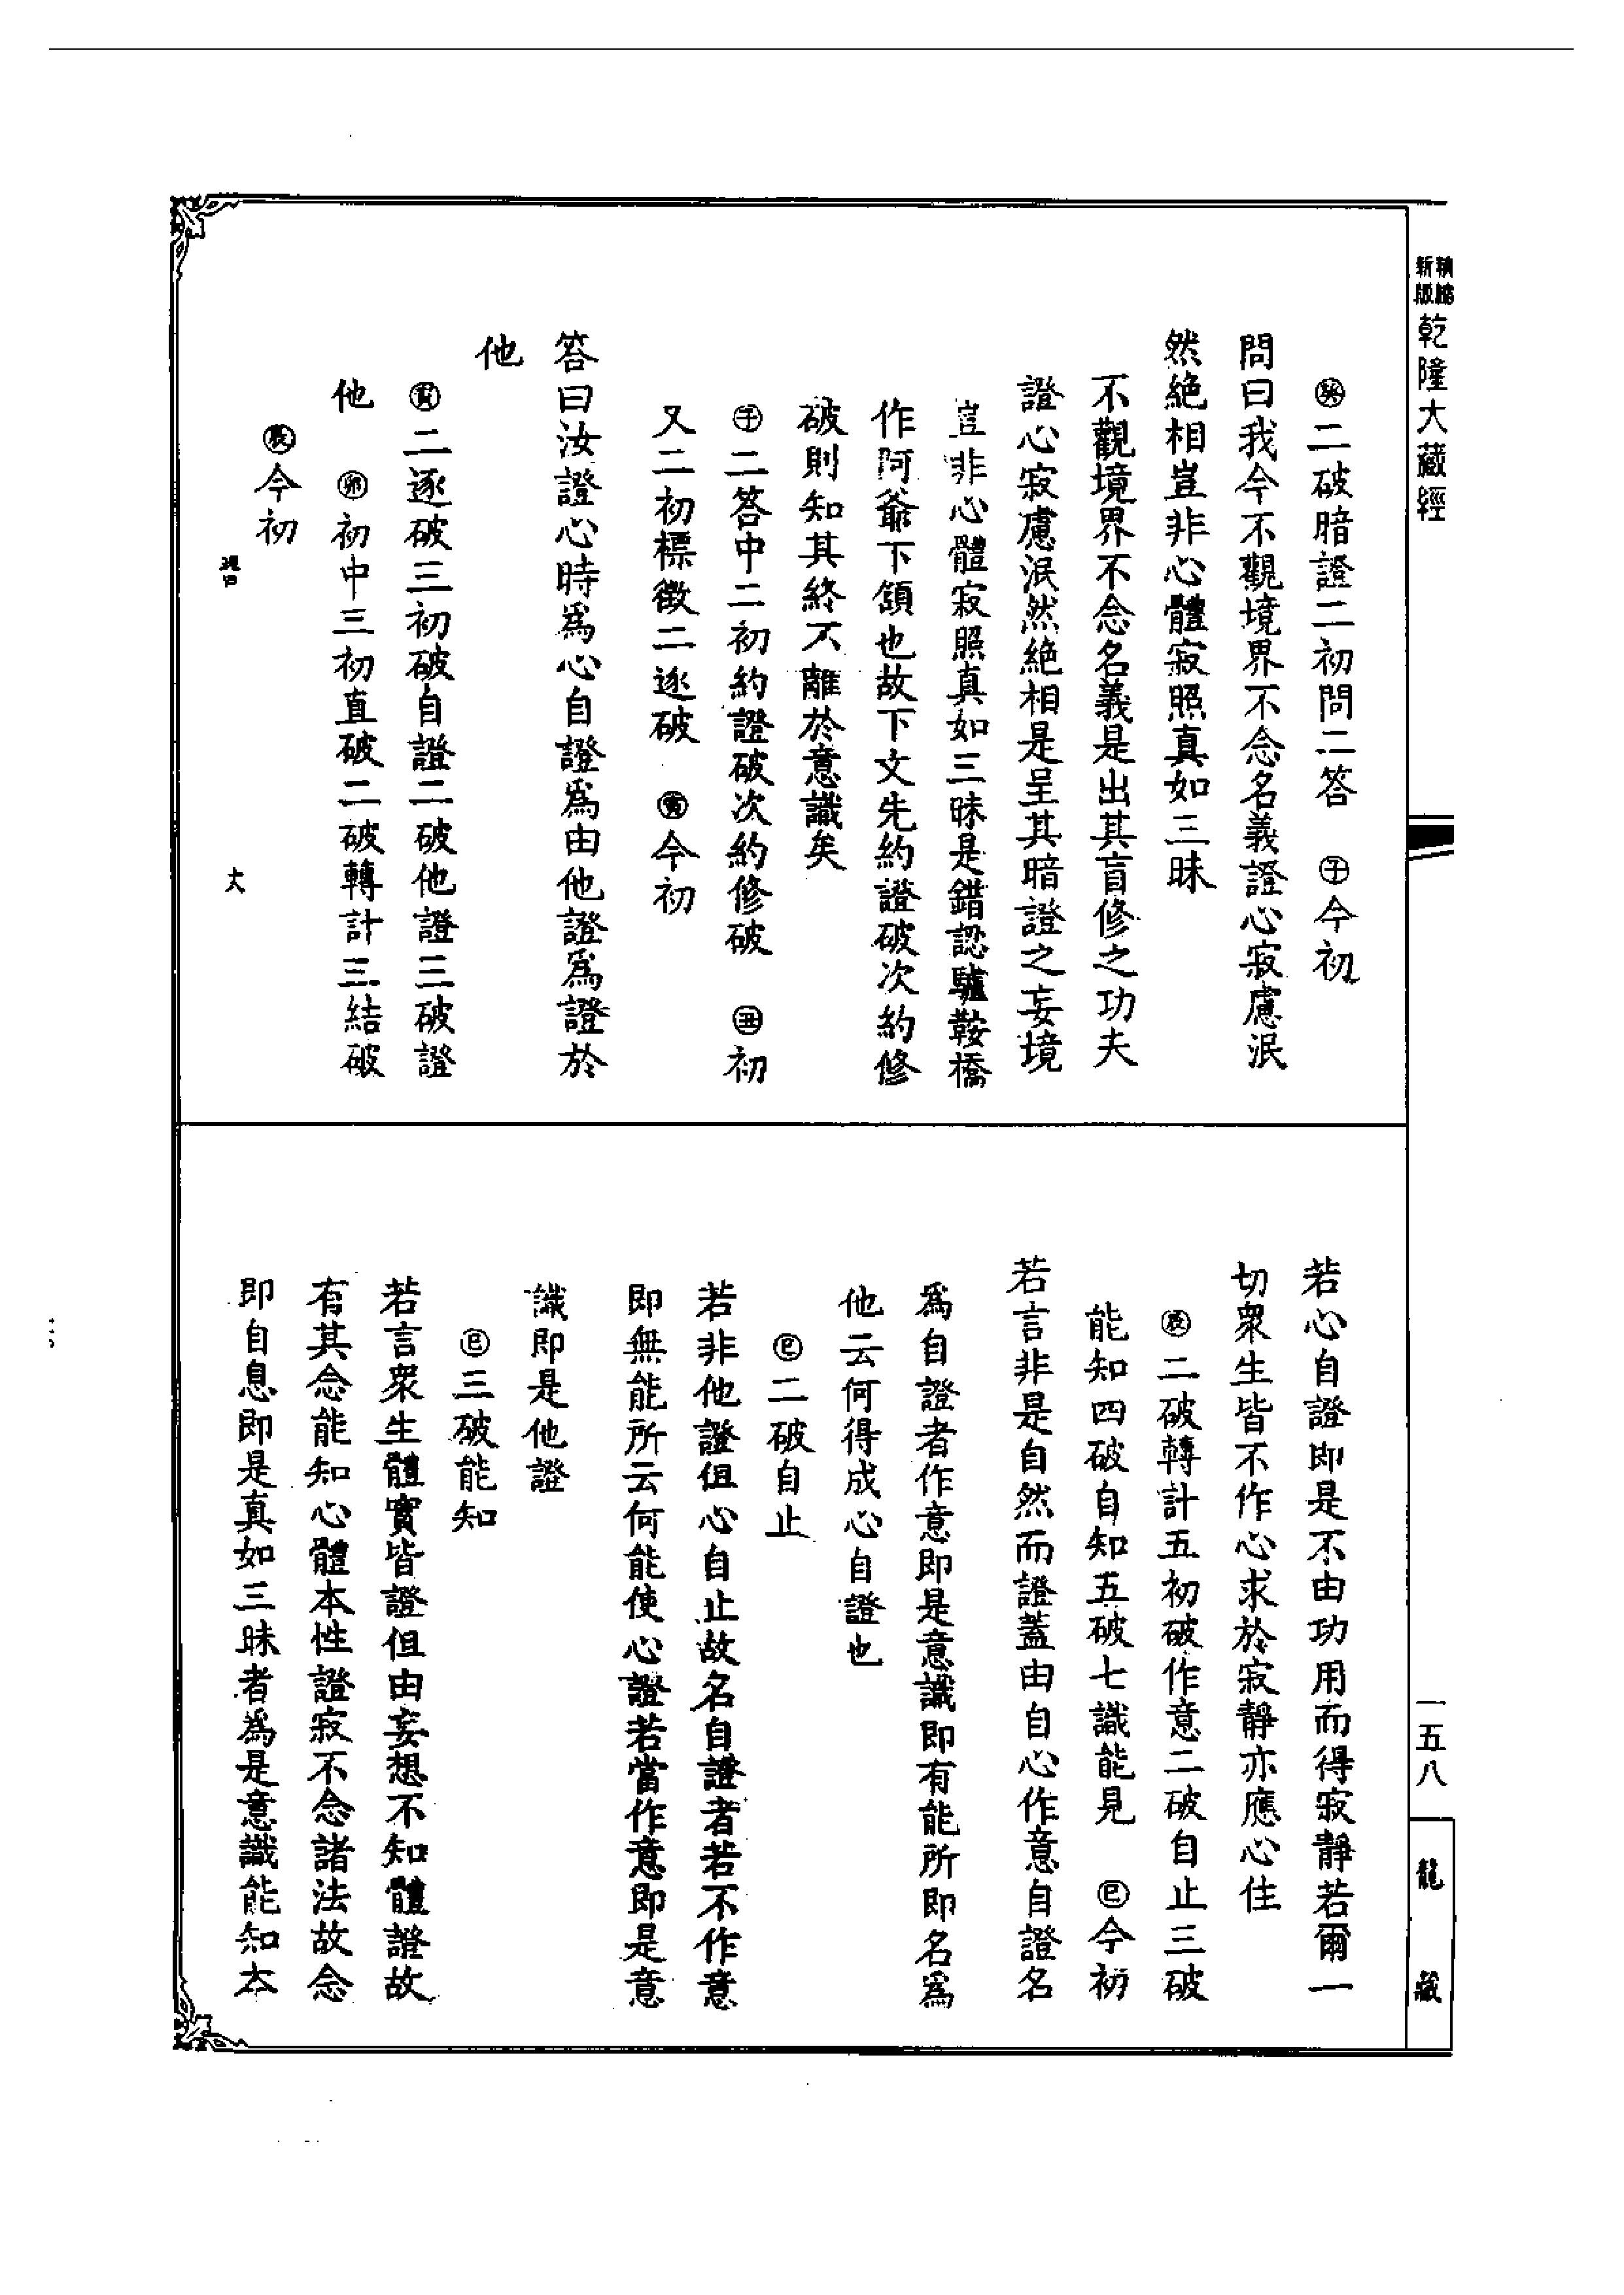 新版 精縮 乾隆大藏經
一五八
龍藏
㊎二破暗證二初問二答　㊉今初
問曰我今不觀境界不念名義證心寂慮泯
然絕相豈非心體寂照真如三昧
不觀境界不念名義是出其盲修之功夫
證心寂慮泯然絕相是呈其暗證之妄境
豈非心體寂照真如三昧是錯認驢鞍橋
作阿爺下頷也故下文先約證破次約修
破則知其終不離於意識矣
子二答中二初約證破次約修破　丑初
又二初標徵二逐破　寅今初
答曰汝證心時爲心自證爲由他證爲證於
他
寅二逐破三初破自證二破他證三破證
他　卯初中三初直破二破轉計三結破
辰今初
若心自證即是不由功用而得寂靜若爾一
切眾生皆不作心求於寂靜亦應心住
辰二破轉計五初破作意二破自止三破
能知四破自知五破七識能見　巳今初
若言非是自然而證蓋由自心作意自證名
爲自證者作意即是意識即有能所即名爲
他云何得成心自證也
巳二破自止
若非他證但心自止故名自證者若不作意
即無能所云何能使心證若當作意即是意
識即是他證
巳三破能知
若言眾生體實皆證但由妄想不知體證故
有其念能知心體本性證寂不念諸法故念
即自息即是真如三昧者爲是意識能知本